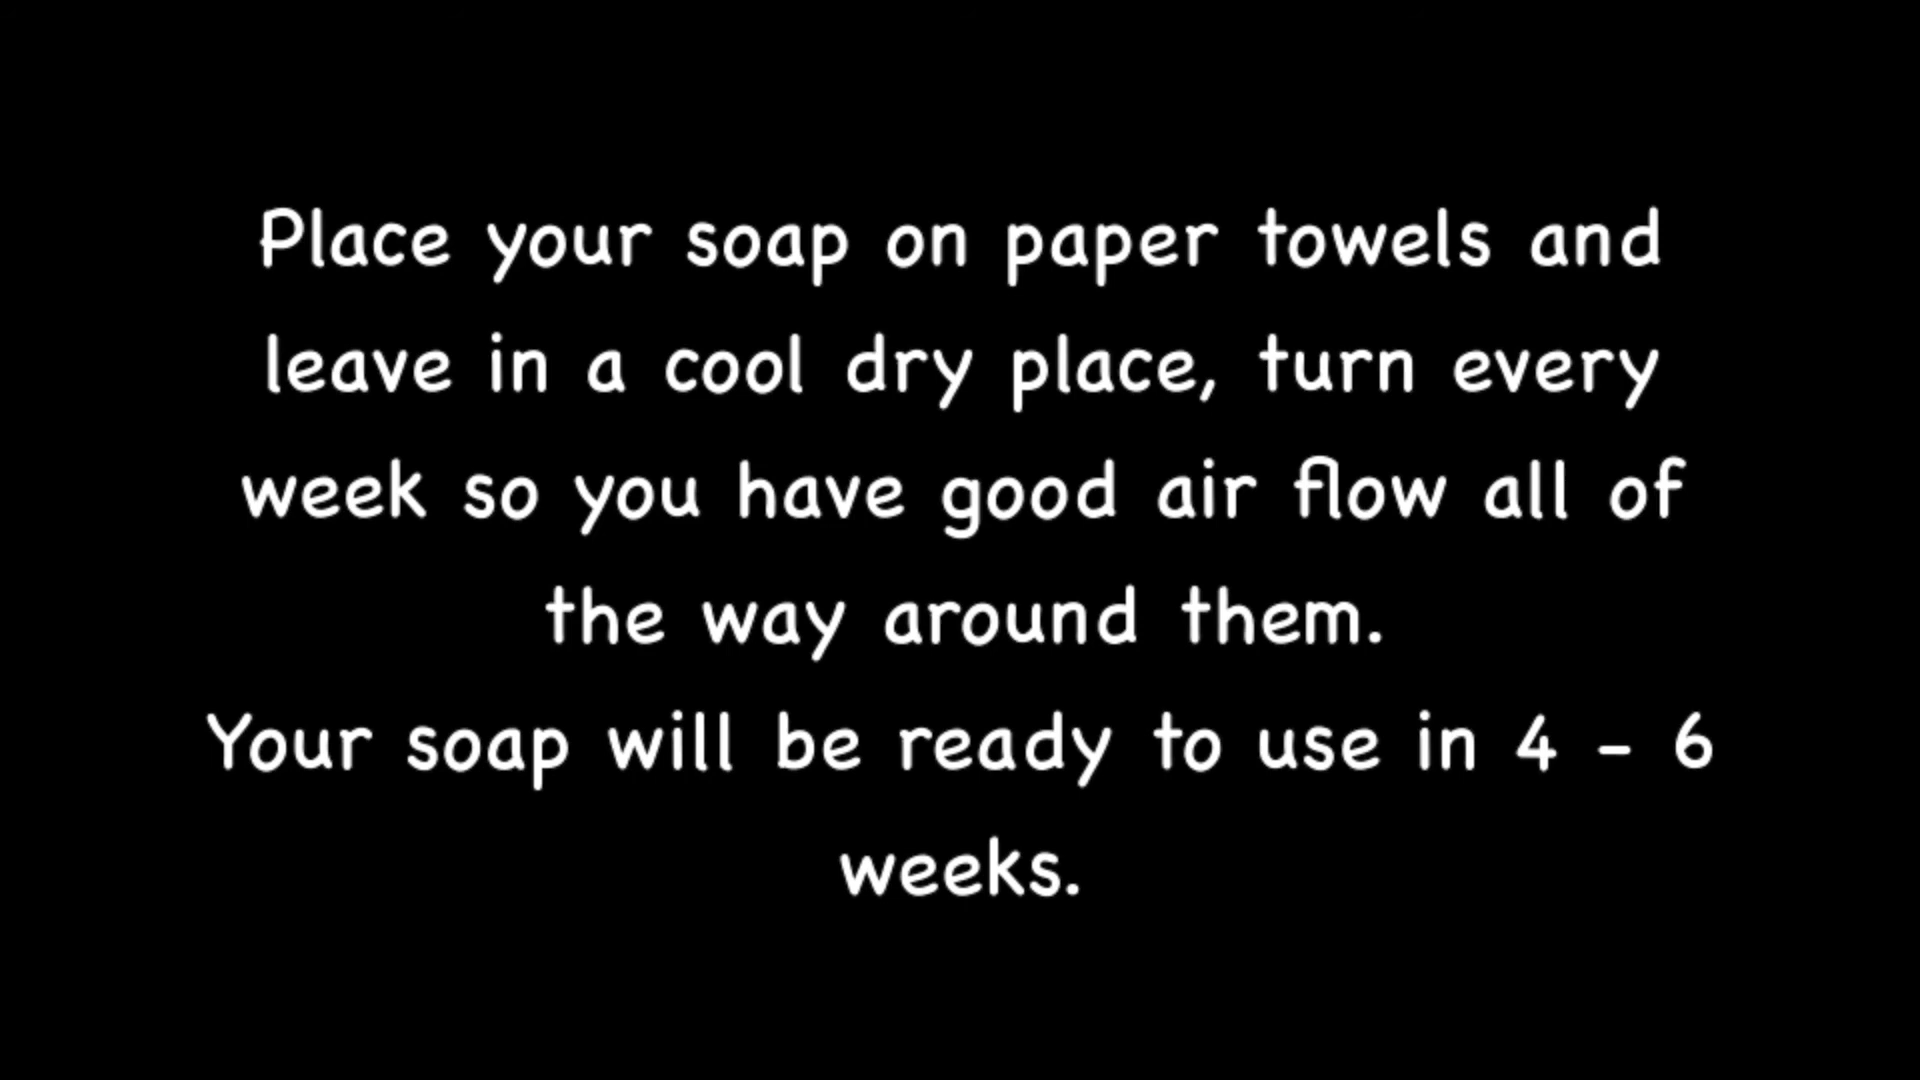 Place your soap on paper towels and
leave in a cool dry place, turn every
week so you have good air flow all of
the way around them.
Your soap will be ready to use in 4 - 6
weeks.